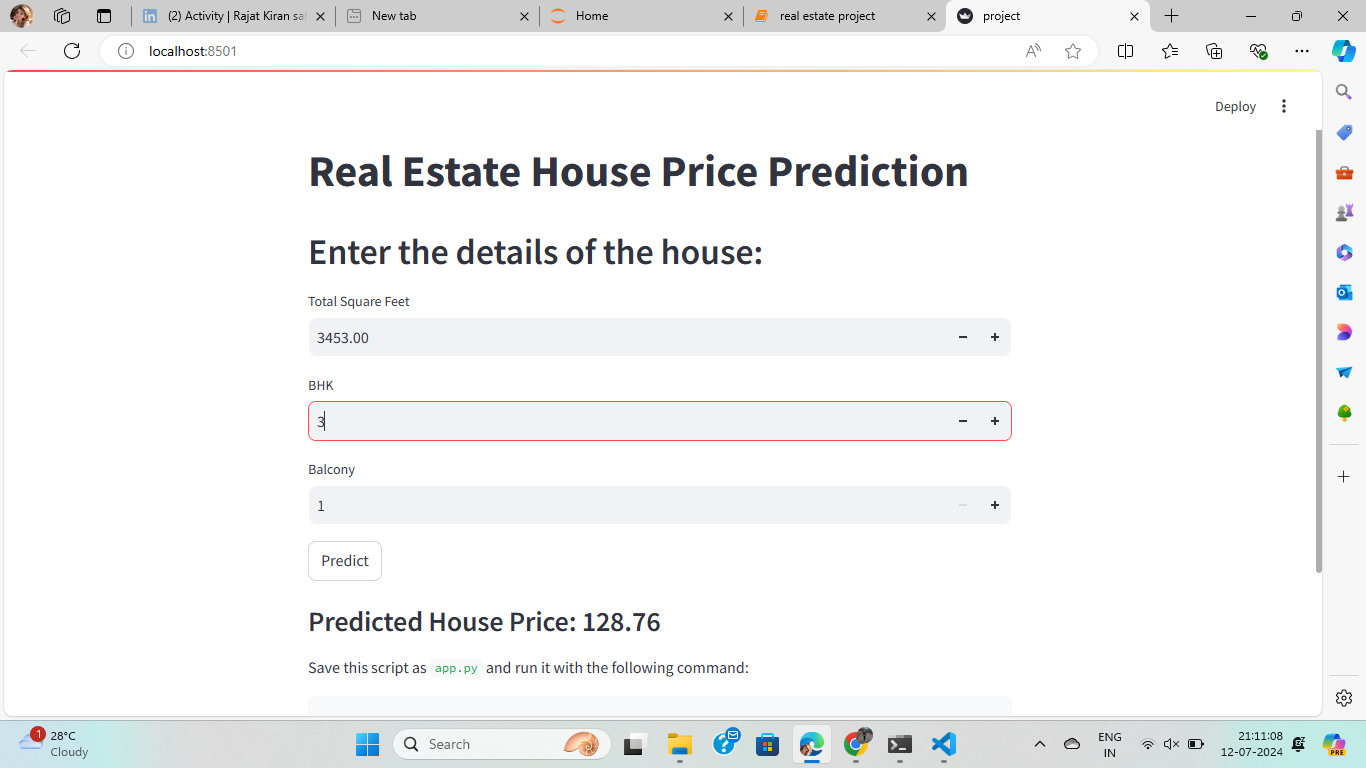 (2) Activity | Rajat Kiran sal
New tab
Home
real estate project
project
localhost:8501
Deploy
Real Estate House Price Prediction
Enter the details of the house:
Total Square Feet
3453.00
BHK
3
Balcony
1
Predict
Predicted House Price: 128.76
Save this script as app.py and run it with the following command:
1
28°C
Cloudy
Search
ENG
IN
21:11:08
12-07-2024
PRE